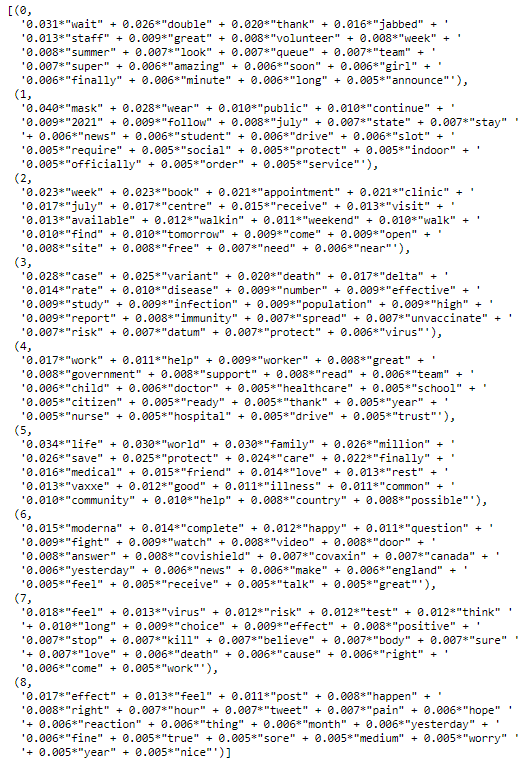 [(0,
'0.031*"wait" + 0.026*"double" + 0.020*"thank" + 0.016*"jabbed" + '
'0.013*"staff" + 0.009*"great" + 0.008*"volunteer" + 0.008*"week" + '
'0.008*"summer" + 0.007*"look" + 0.007*"queue" + 0.007*"team" + '
'0.007*"super" + 0.006*"amazing" + 0.006*"soon" + 0.006*"girl" + '
'0.006*"finally" + 0.006*"minute" + 0.006*"long" + 0.005*"announce"'),
(1,
'0.040*"mask" + 0.028*"wear" + 0.010*"public" + 0.010*"continue" + '
'0.009*"2021" + 0.009*"follow" + 0.008*"july" + 0.007*"state" + 0.007*"stay" '
'+ 0.006*"news" + 0.006*"student" + 0.006*"drive" + 0.006*"slot" + '
'0.005*"require" + 0.005*"social" + 0.005*"protect" + 0.005*"indoor" + '
'0.005*"officially" + 0.005*"order" + 0.005*"service"'),
(2,
'0.023*"week" + 0.023*"book" + 0.021*"appointment" + 0.021*"clinic" + '
'0.017*"july" + 0.017*"centre" + 0.015*"receive" + 0.013*"visit" + '
'0.013*"available" + 0.012*"walkin" + 0.011*"weekend" + 0.010*"walk" + '
'0.010*"find" + 0.010*"tomorrow" + 0.009*"come" + 0.009*"open" + '
'0.008*"site" + 0.008*"free" + 0.007*"need" + 0.006*"near"'),
(3,
'0.028*"case" + 0.025*"variant" + 0.020*"death" + 0.017*"delta" + '
'0.014*"rate" + 0.010*"disease" + 0.009*"number" + 0.009*"effective" + '
'0.009*"study" + 0.009*"infection" + 0.009*"population" + 0.009*"high" + '
'0.009*"report" + 0.008*"immunity" + 0.007*"spread" + 0.007*"unvaccinate" + '
'0.007*"risk" + 0.007*"datum" + 0.007*"protect" + 0.006*"virus"'),
(4,
'0.017*"work" + 0.011*"help" + 0.009*"worker" + 0.008*"great" + '
'0.008*"government" + 0.008*"support" + 0.008*"read" + 0.006*"team" + '
'0.006*"child" + 0.006*"doctor" + 0.005*"healthcare" + 0.005*"school" + '
'0.005*"citizen" + 0.005*"ready" + 0.005*"thank" + 0.005*"year" + '
'0.005*"nurse" + 0.005*"hospital" + 0.005*"drive" + 0.005*"trust"'),
(5,
'0.034*"life" + 0.030*"world" + 0.030*"family" + 0.026*"million" + '
'0.026*"save" + 0.025*"protect" + 0.024*"care" + 0.022*"finally" + '
'0.016*"medical" + 0.015*"friend" + 0.014*"love" + 0.013*"rest" + '
'0.013*"vaxxe" + 0.012*"good" + 0.011*"illness" + 0.011*"common" + '
'0.010*"community" + 0.010*"help" + 0.008*"country" + 0.008*"possible"'),
(6,
'0.015*"moderna" + 0.014*"complete" + 0.012*"happy" + 0.011*"question" + '
'0.009*"fight" + 0.009*"watch" + 0.008*"video" + 0.008*"door" + '
'0.008*"answer" + 0.008*"covishield" + 0.007*"covaxin" + 0.007*"canada" + '
'0.006*"yesterday" + 0.006*"news" + 0.006*"make" + 0.006*"england" + '
'0.005*"feel" + 0.005*"receive" + 0.005*"talk" + 0.005*"great"'),
(7,
'0.018*"feel" + 0.013*"virus" + 0.012*"risk" + 0.012*"test" + 0.012*"think" '
'+ 0.010*"long" + 0.009*"choice" + 0.009*"effect" + 0.008*"positive" + '
'0.007*"stop" + 0.007*"kill" + 0.007*"believe" + 0.007*"body" + 0.007*"sure" '
'+ 0.007*"love" + 0.006*"death" + 0.006*"cause" + 0.006*"right" + '
'0.006*"come" + 0.005*"work"'),
(8,
'0.017*"effect" + 0.013*"feel" + 0.011*"post" + 0.008*"happen" + '
'0.008*"right" + 0.007*"hour" + 0.007*"tweet" + 0.007*"pain" + 0.006*"hope" '
'+ 0.006*"reaction" + 0.006*"thing" + 0.006*"month" + 0.006*"yesterday" + '
'0.006*"fine" + 0.005*"true" + 0.005*"sore" + 0.005*"medium" + 0.005*"worry" '
'+ 0.005*"year" + 0.005*"nice"')]